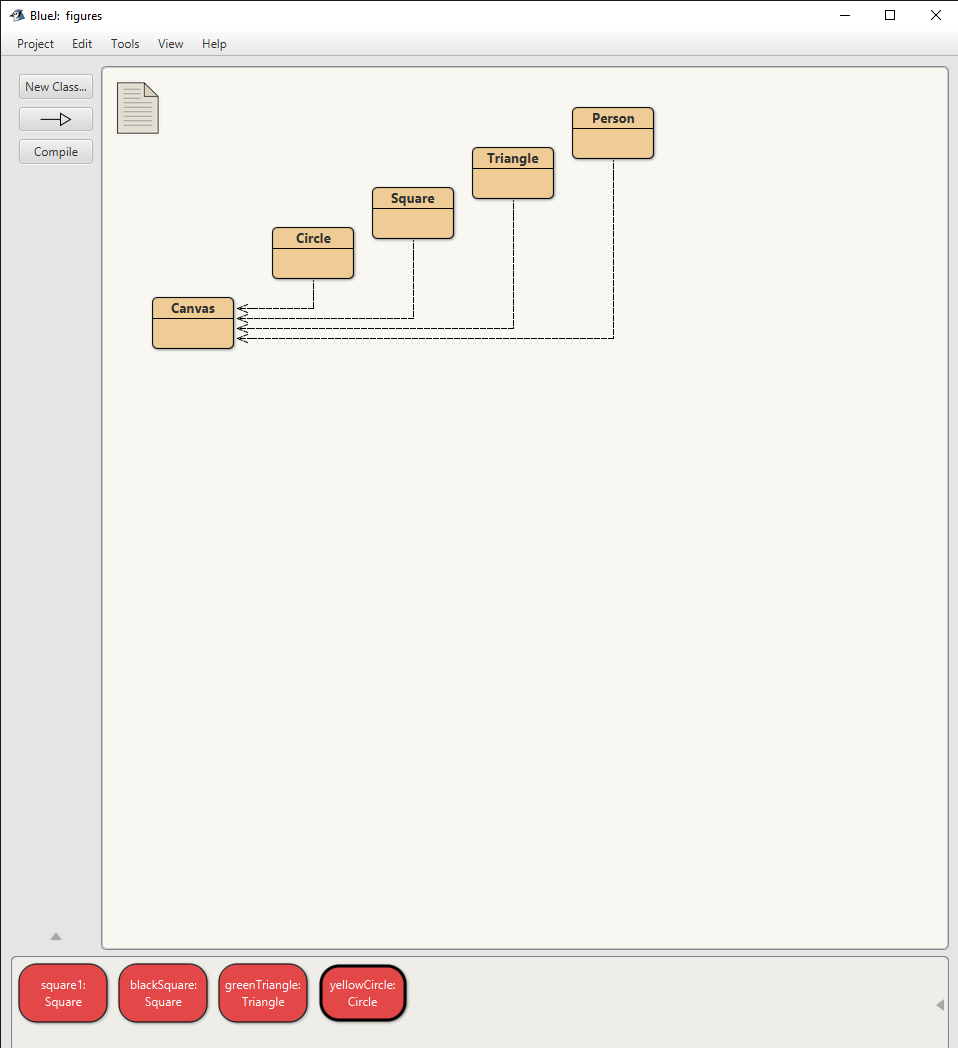 BlueJ: figures
Project Edit Tools View Help
New Class...
Compile
Person
Triangle
Square
Circle
Canvas
square1:
Square
blackSquare:
Square
greenTriangle:
Triangle
yellowCircle:
Circle